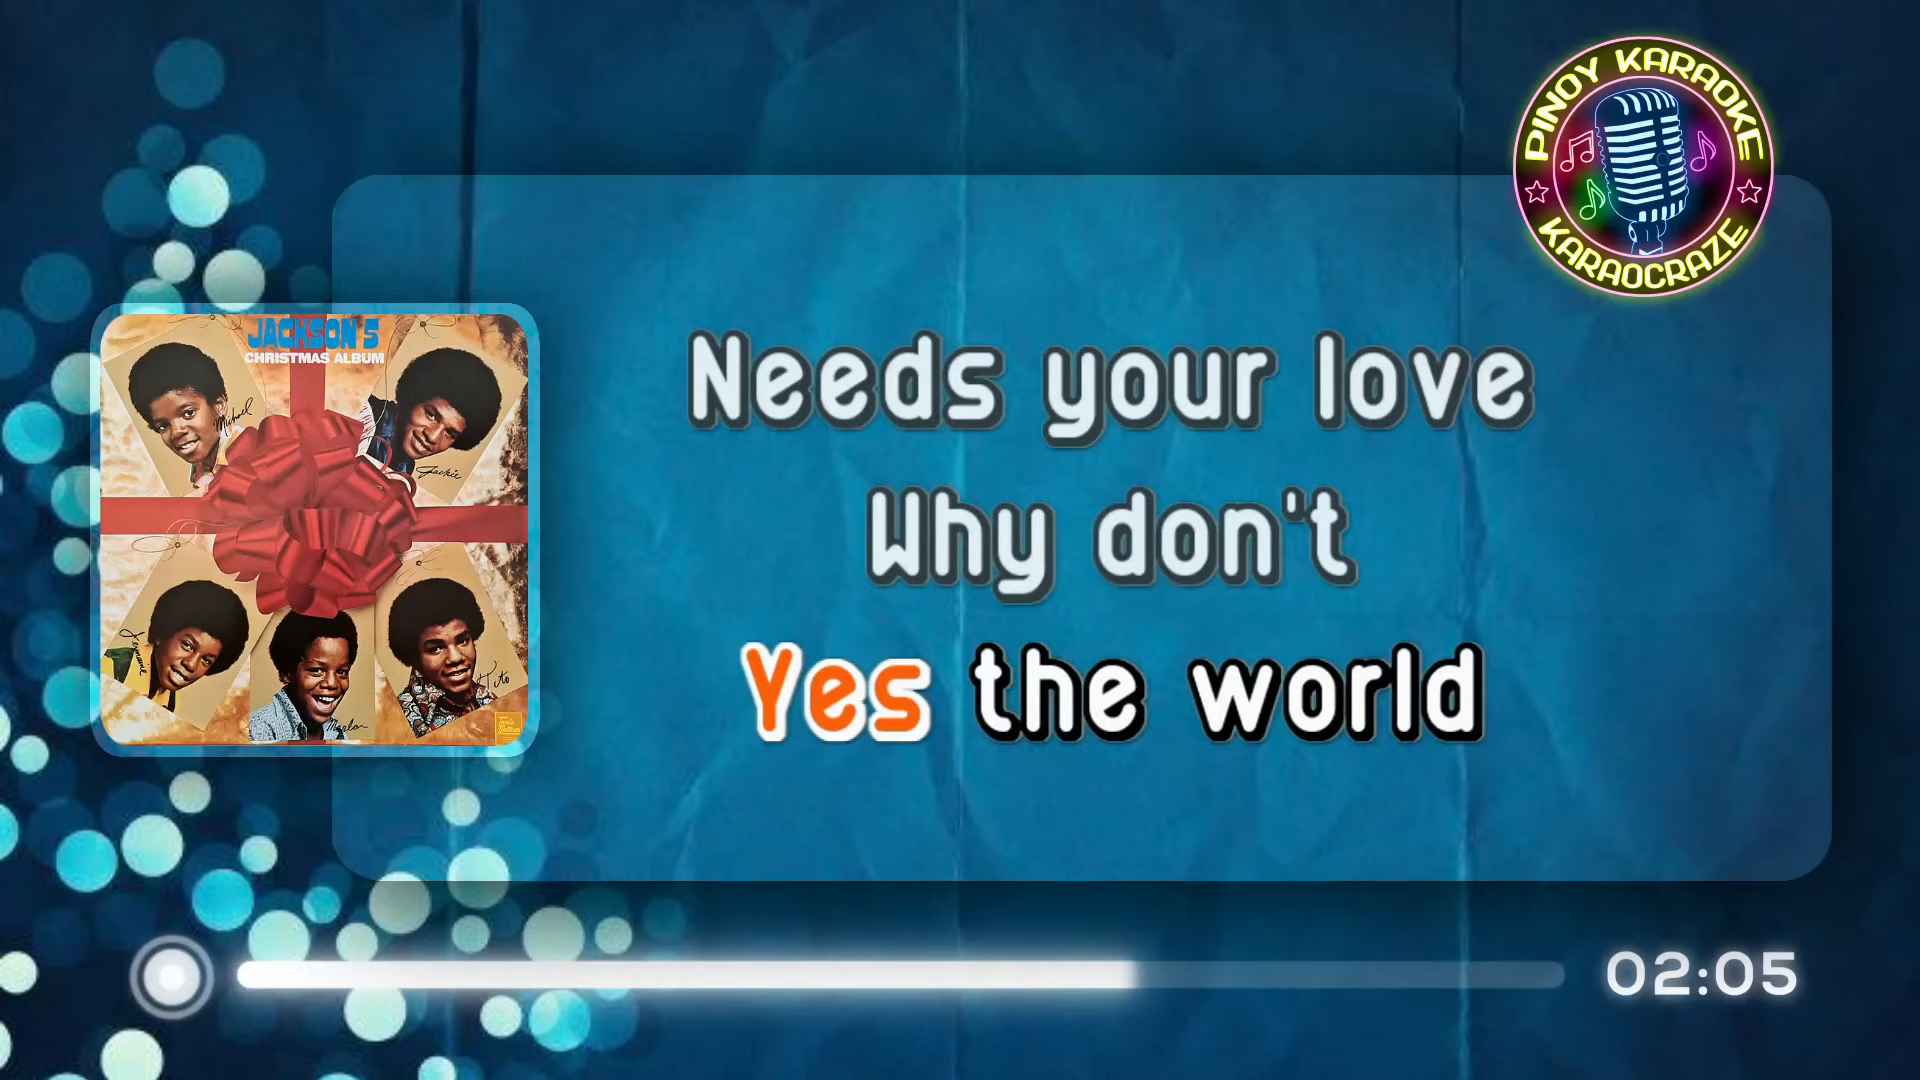 PINOY KARAOKE
KARAOCRAZE
JACKSON 5
CHRISTMAS ALBUM
Michael
Jackie
Needs your love
Why don't
Yes the world
Jermaine
Marlon
Tito
02:05